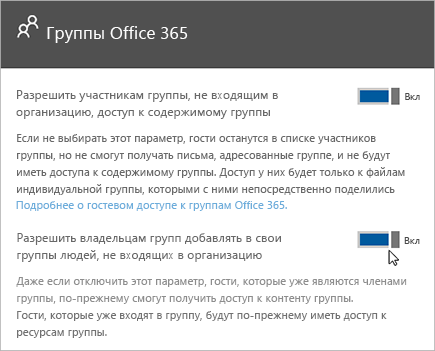 Группы Office 365
Разрешить участникам группы, не входящим в
организацию, доступ к содержимому группы
Вкл
Если не выбирать этот параметр, гости останутся в списке участников
группы, но не смогут получать письма, адресованные группе, и не будут
иметь доступа к содержимому группы. Доступ у них будет только к файлам
индивидуальной группы, которыми с ними непосредственно поделились
Подробнее о гостевом доступе к группам Office 365.
Разрешить владельцам групп добавлять в свои
группы людей, не входящих в организацию
Вкл
Даже если отключить этот параметр, гости, которые уже являются членами
группы, по-прежнему смогут получить доступ к контенту группы.
Гости, которые уже входят в группу, будут по-прежнему иметь доступ к
ресурсам группы.